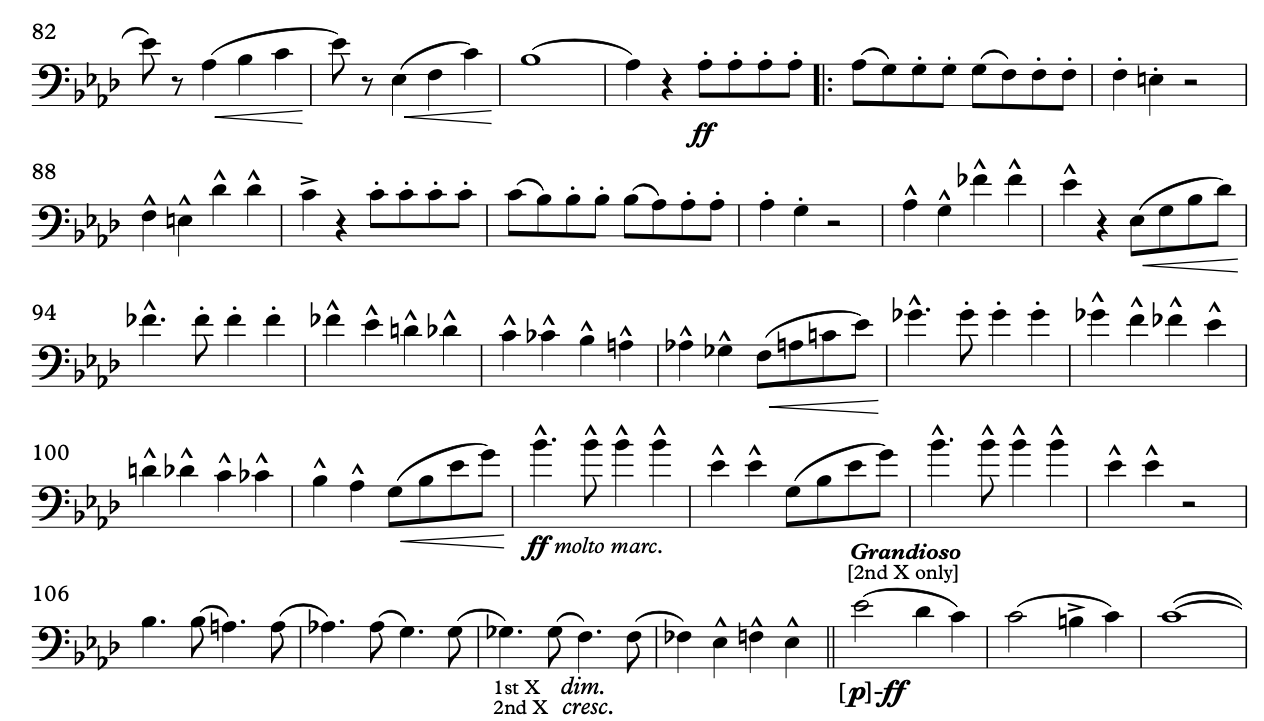 82
ff
88
94
100
ff molto marc.
Grandioso
[2nd X only]
106
[p]-ff
1st X dim.
2nd X cresc.